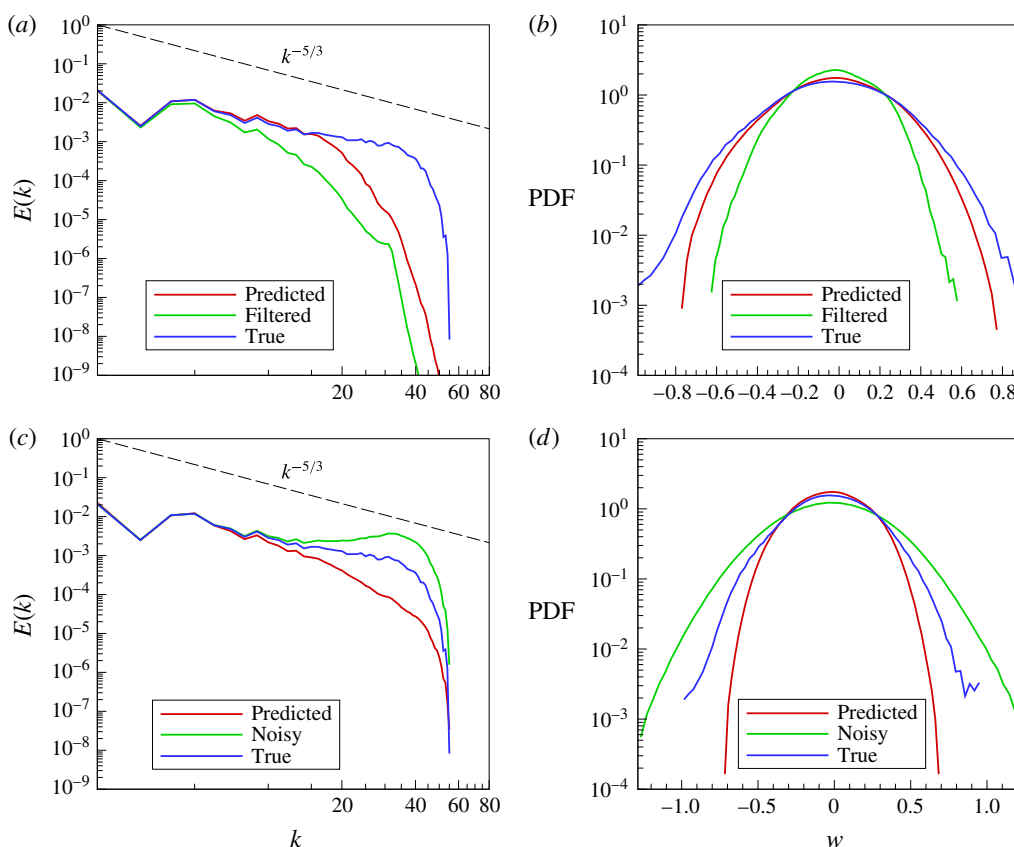 (a)
10^0
10^{-1}
10^{-2}
10^{-3}
10^{-4}
10^{-5}
10^{-6}
10^{-7}
10^{-8}
10^{-9}
E(k)
k^{-5/3}
Predicted
Filtered
True
20
40
60
80
(b)
10^1
10^0
10^{-1}
10^{-2}
10^{-3}
10^{-4}
PDF
Predicted
Filtered
True
−0.8
−0.6
−0.4
−0.2
0
0.2
0.4
0.6
0.8
(c)
10^0
10^{-1}
10^{-2}
10^{-3}
10^{-4}
10^{-5}
10^{-6}
10^{-7}
10^{-8}
10^{-9}
E(k)
k^{-5/3}
Predicted
Noisy
True
20
40
60
80
k
(d)
10^1
10^0
10^{-1}
10^{-2}
10^{-3}
10^{-4}
PDF
Predicted
Noisy
True
−1.0
−0.5
0
0.5
1.0
w